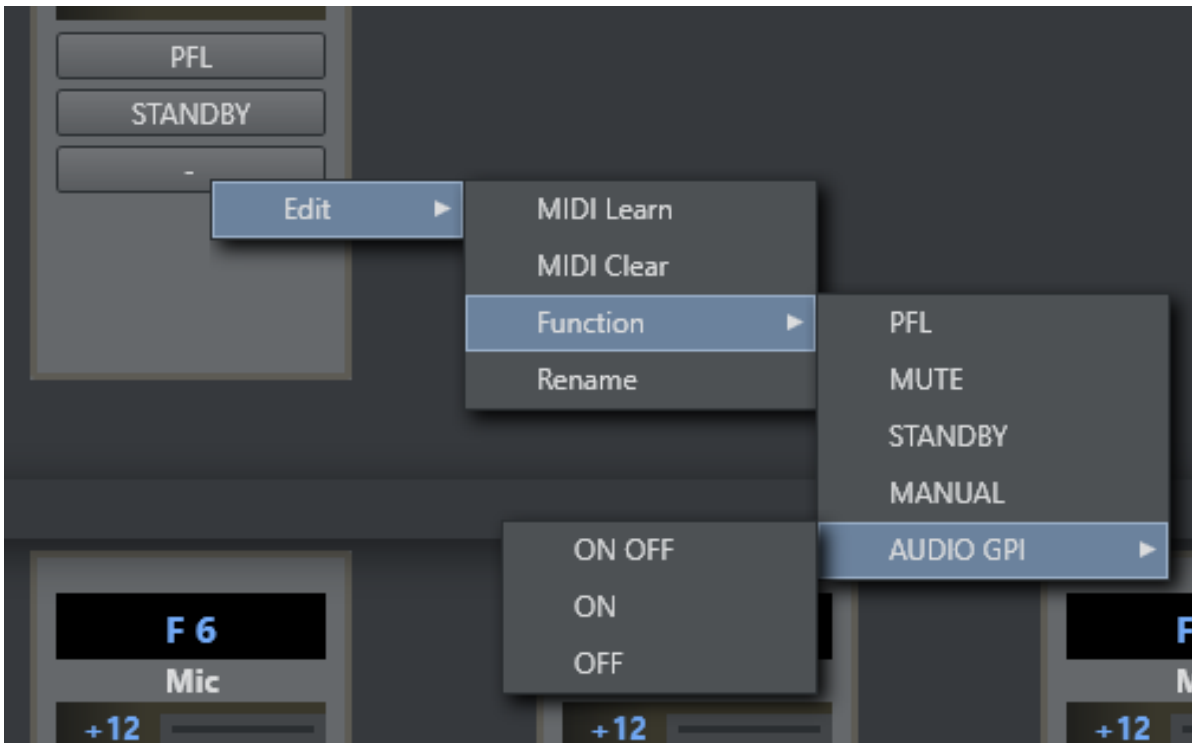 PFL
STANDBY
-
Edit
MIDI Learn
MIDI Clear
Function
Rename
PFL
MUTE
STANDBY
MANUAL
AUDIO GPI
ON OFF
ON
OFF
F 6
Mic
+12
+12
F
+12